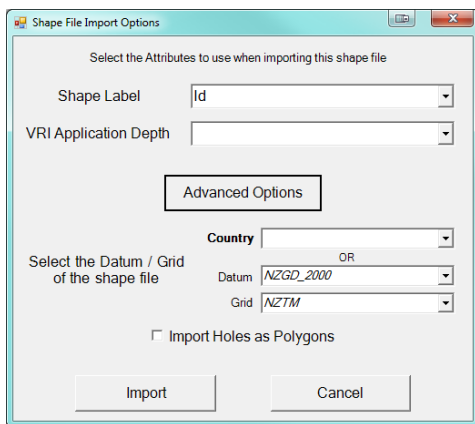 Shape File Import Options
Select the Attributes to use when importing this shape file
Shape Label Id
VRI Application Depth
Advanced Options
Country
OR
Select the Datum / Grid
of the shape file
Datum NZGD_2000
Grid NZTM
Import Holes as Polygons
Import Cancel